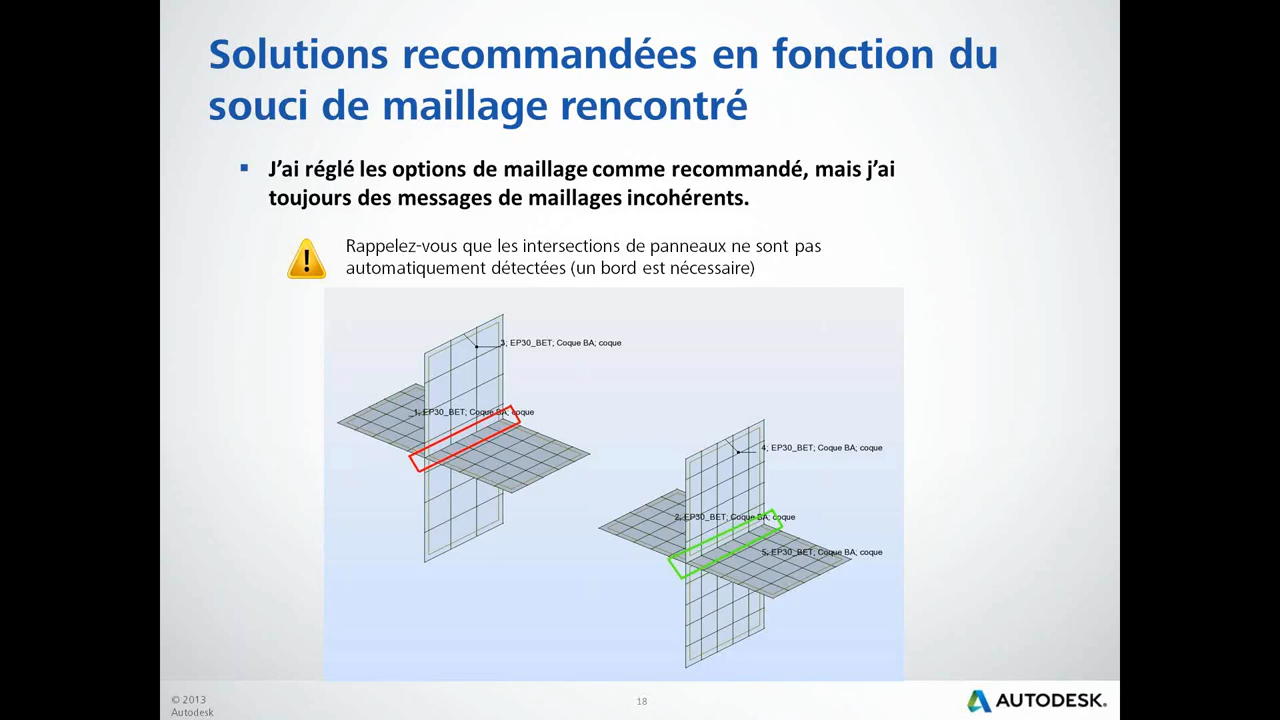 Solutions recommandées en fonction du
souci de maillage rencontré
J’ai réglé les options de maillage comme recommandé, mais j’ai
toujours des messages de maillages incohérents.
Rappelez-vous que les intersections de panneaux ne sont pas
automatiquement détectées (un bord est nécessaire)
3; EP30_BET; Coque BA; coque
1; EP30_BET; Coque BA; coque
4; EP30_BET; Coque BA; coque
2; EP30_BET; Coque BA; coque
5; EP30_BET; Coque BA; coque
© 2013
Autodesk
18
AUTODESK.